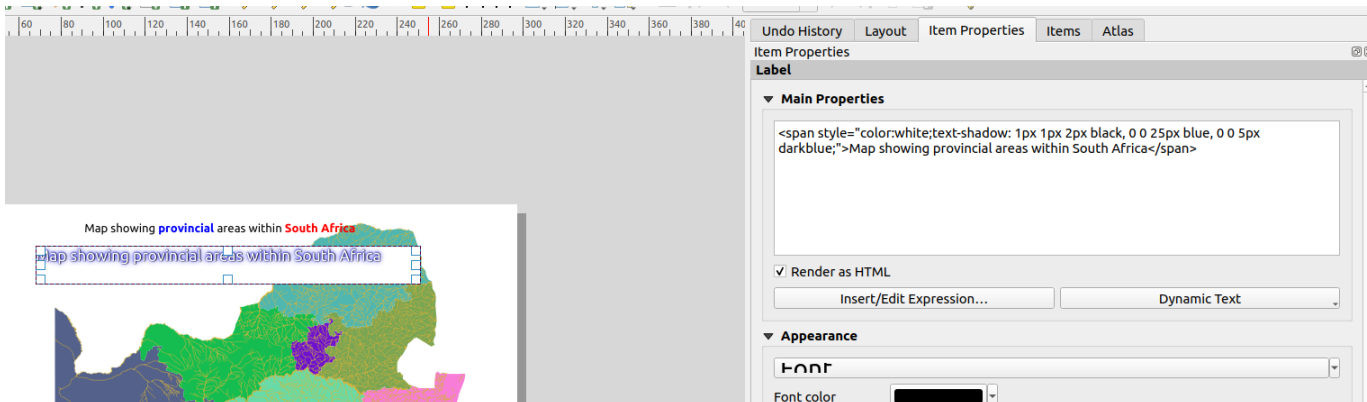 60 80 100 120 140 160 180 200 220 240 260 280 300 320 340 360 380 40
Undo History Layout Item Properties Items Atlas
Item Properties
Label
Main Properties
<span style="color:white;text-shadow: 1px 1px 2px black, 0 0 25px blue, 0 0 5px
darkblue;">Map showing provincial areas within South Africa</span>
Map showing provincial areas within South Africa
Map showing provincial areas within South Africa
Render as HTML
Insert/Edit Expression... Dynamic Text
Appearance
Font
Font color